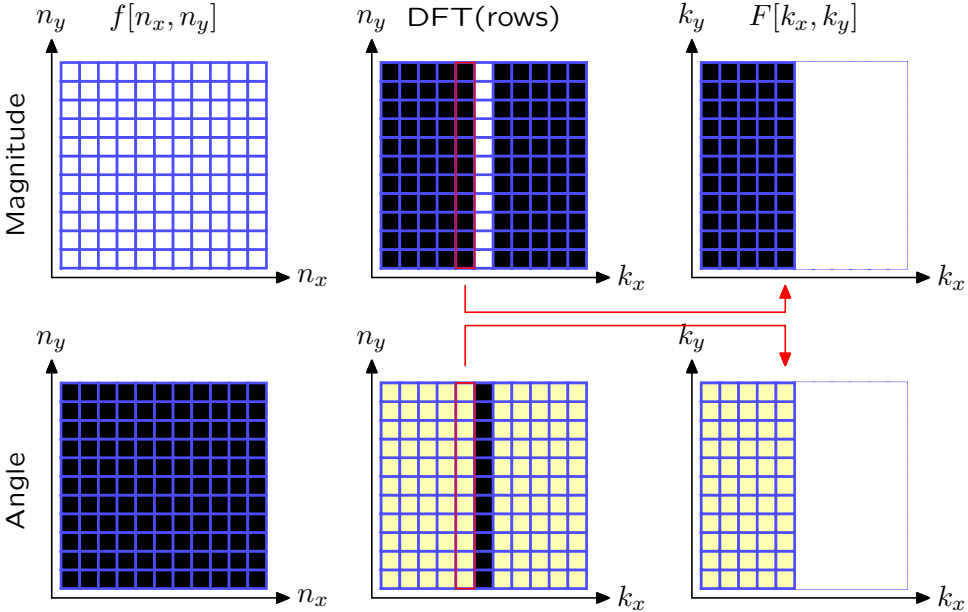 n_y f[n_x, n_y] n_y DFT(rows) k_y F[k_x, k_y]
Magnitude
n_x k_x k_x
n_y n_y k_y
Angle
n_x k_x k_x